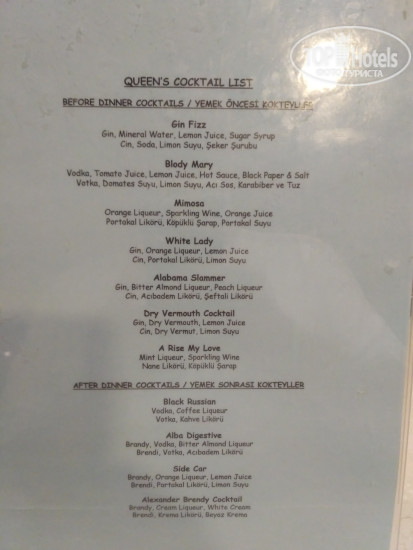 TOPHotels
ФОТО ТУРИСТА
QUEEN'S COCKTAIL LIST
BEFORE DINNER COCKTAILS / YEMEK ÖNCESİ KOKTEYLLER
Gin Fizz
Gin, Mineral Water, Lemon Juice, Sugar Syrup
Cin, Soda, Limon Suyu, Şeker Şurubu
Blody Mary
Vodka, Tomato Juice, Lemon Juice, Hot Sauce, Black Paper & Salt
Votka, Domates Suyu, Limon Suyu, Acı Sos, Karabiber ve Tuz
Mimosa
Orange Liqueur, Sparkling Wine, Orange Juice
Portakal Likörü, Köpüklü Şarap, Portakal Suyu
White Lady
Gin, Orange Liqueur, Lemon Juice
Cin, Portakal Likörü, Limon Suyu
Alabama Slammer
Gin, Bitter Almond Liqueur, Peach Liqueur
Cin, Acıbadem Likörü, Şeftali Likörü
Dry Vermouth Cocktail
Gin, Dry Vermouth, Lemon Juice
Cin, Dry Vermut, Limon Suyu
A Rise My Love
Mint Liqueur, Sparkling Wine
Nane Likörü, Köpüklü Şarap
AFTER DINNER COCKTAILS / YEMEK SONRASI KOKTEYLLER
Black Russian
Vodka, Coffee Liqueur
Votka, Kahve Likörü
Alba Digestive
Brandy, Vodka, Bitter Almond Liqueur
Brendi, Votka, Acıbadem Likörü
Side Car
Brandy, Orange Liqueur, Lemon Juice
Brendi, Portakal Likörü, Limon Suyu
Alexander Brendy Cocktail
Brandy, Cream Liqueur, White Cream
Brendi, Krema Likörü, Beyaz Krema